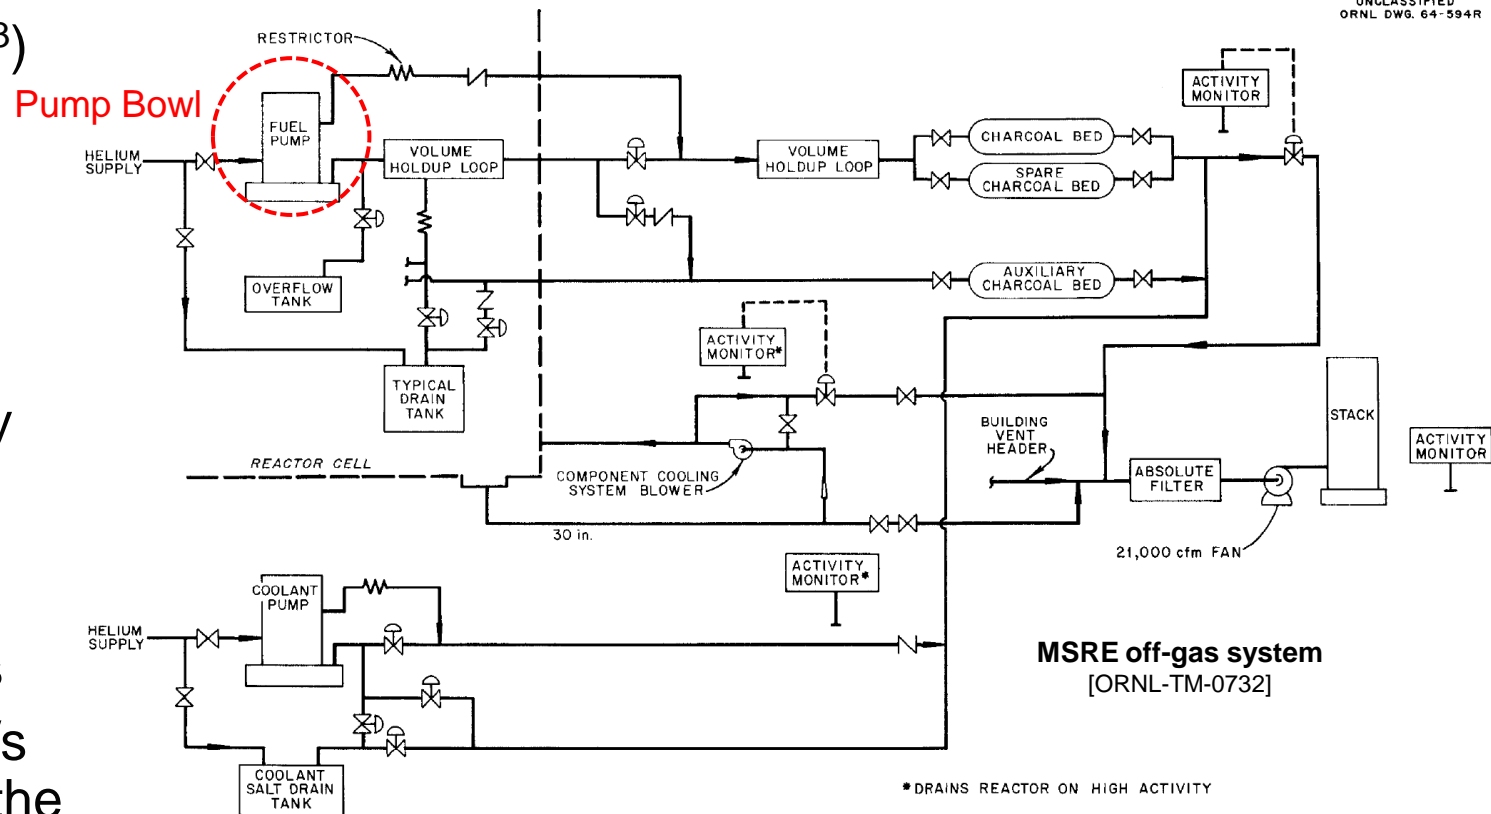 UNCLASSIFIED
ORNL DWG. 64-594R
3)
RESTRICTOR
Pump Bowl
ACTIVITY
MONITOR
FUEL
PUMP
HELIUM
SUPPLY
VOLUME
HOLDUP LOOP
VOLUME
HOLDUP LOOP
CHARCOAL BED
SPARE
CHARCOAL BED
OVERFLOW
TANK
AUXILIARY
CHARCOAL BED
ACTIVITY
MONITOR*
TYPICAL
DRAIN
TANK
y
STACK
BUILDING
VENT
HEADER
ACTIVITY
MONITOR
REACTOR CELL
COMPONENT COOLING
SYSTEM BLOWER
ABSOLUTE
FILTER
30 in.
21,000 cfm FAN
ACTIVITY
MONITOR*
COOLANT
PUMP
HELIUM
SUPPLY
MSRE off-gas system
[ORNL-TM-0732]
s
's
COOLANT
SALT DRAIN
TANK
the
*DRAINS REACTOR ON HIGH ACTIVITY